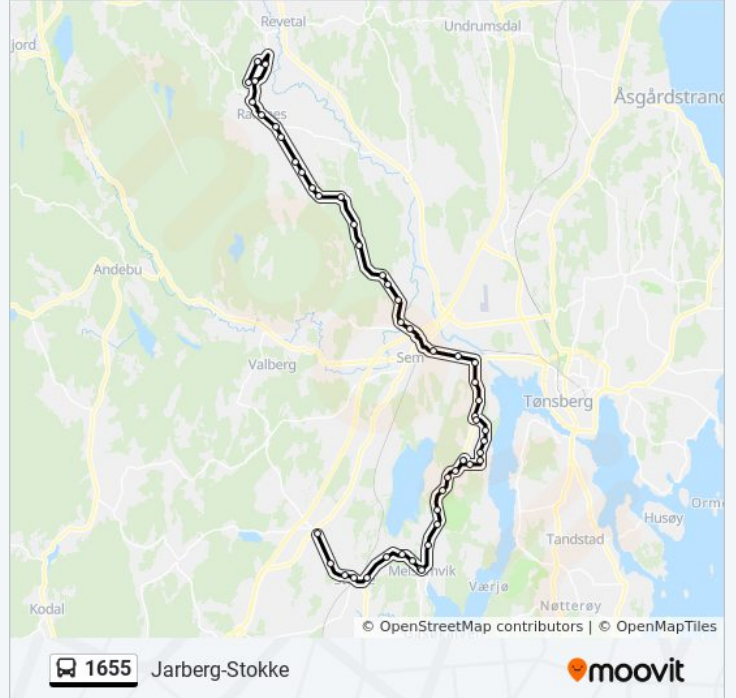 Revetal
Undrumsdal
jord
Åsgårdstrand
Andebu
Sem
Valberg
Tønsberg
Orme
Husøy
Tandstad
Værjø
Nøtterøy
Kodal
© OpenStreetMap contributors | © OpenMapTiles
1655 Jarberg-Stokke
moovit